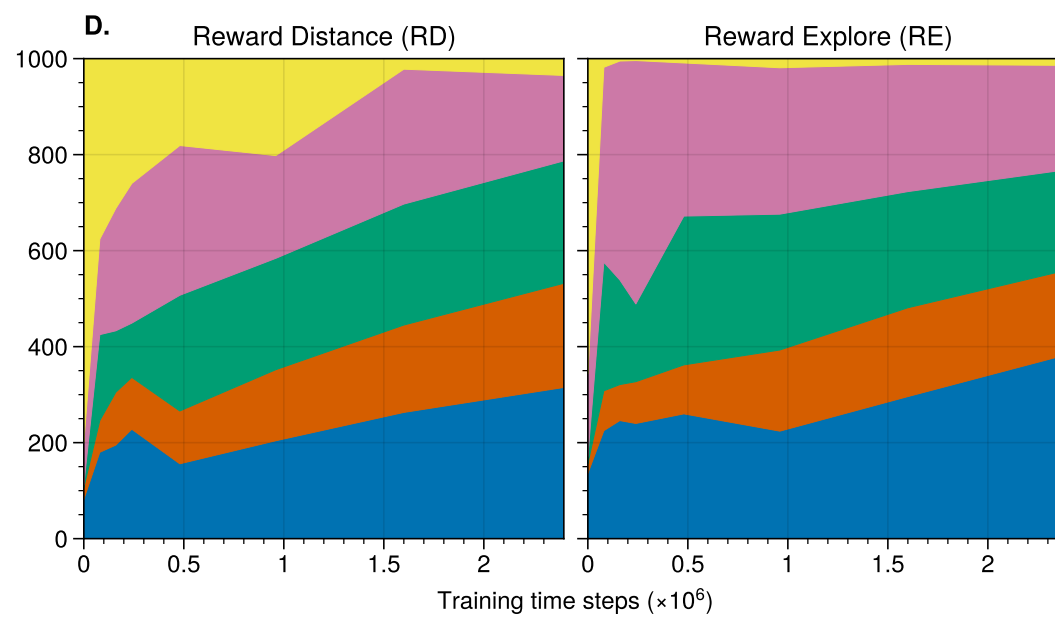 D.
Reward Distance (RD)
Reward Explore (RE)
1000
800
600
400
200
0
0 0.5 1 1.5 2
0 0.5 1 1.5 2
Training time steps (×10⁶)